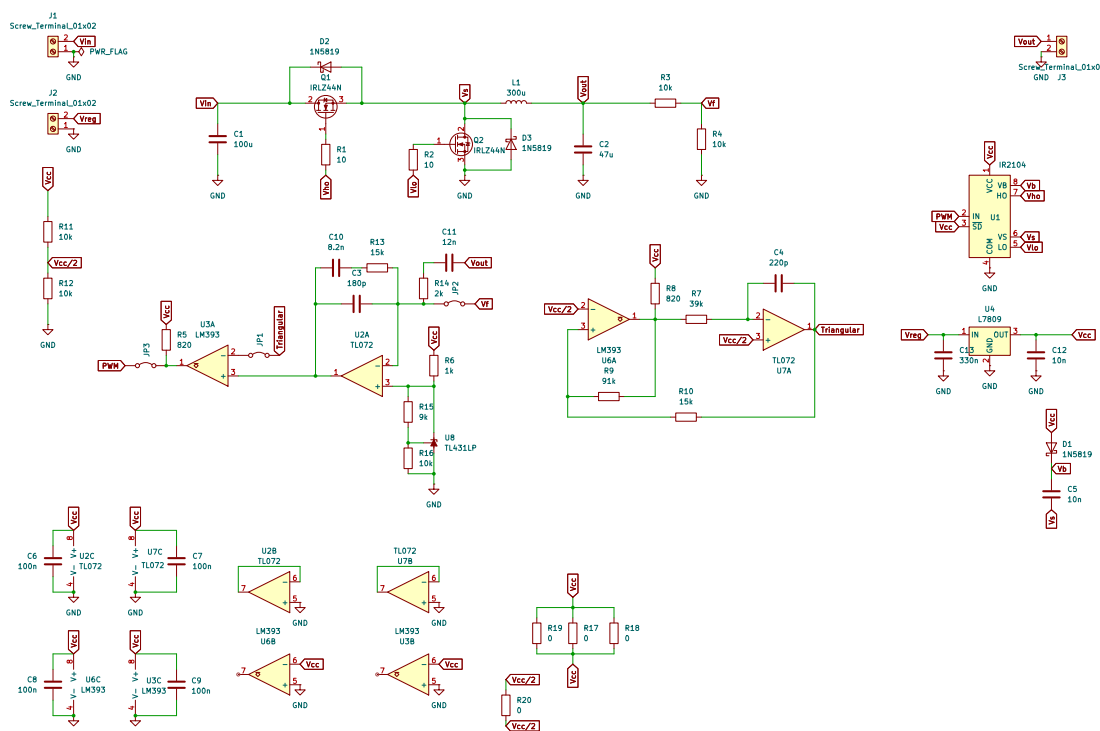 J1
Screw_Terminal_01x02
2 Vin
1 PWR_FLAG
GND
J2
Screw_Terminal_01x02
2 Vreg
1
GND
Vcc
R11
10k
Vcc/2
R12
10k
GND
D2
1N5819
Q1
IRLZ44N
Vin
2 3
1
C1
100u
GND
R1
10
Vho
Vs
L1
300u
Vout
R3
10k
Vf
2
1
3
Q2
IRLZ44N
D3
1N5819
R2
10
Vlo
GND
C2
47u
GND
R4
10k
GND
Vout 1
2
Screw_Terminal_01x0
GND J3
Vcc
IR2104
1
VCC
VB 8 Vb
HO 7 Vho
PWM 2 IN
U1
Vcc 3 SD
VS 6 Vs
LO 5 Vlo
COM
4
GND
U4
L7809
Vreg 1 IN OUT 3 Vcc
GND
2
C13
330n
C12
10n
GND
GND
GND
Vcc
D1
1N5819
Vb
C5
10n
Vs
C10
8.2n
R13
15k
C3
180p
C11
12n
Vout
R14
2k
JP2
Vf
Vcc
R5
820
U3A
LM393
JP1
Triangular
PWM
JP3
1
2
3
−
+
U2A
TL072
1
2
3
−
+
Vcc
R6
1k
R15
9k
U8
TL431LP
R16
10k
GND
Vcc/2 2
3
−
+
1
LM393
U6A
R9
91k
Vcc
R8
820
R7
39k
C4
220p
2
Vcc/2 3
−
+
1 Triangular
TL072
U7A
R10
15k
Vcc
8
V+
V-
4
C6
100n
U2C
TL072
GND
Vcc
8
V+
V-
4
U7C
TL072
C7
100n
GND
U2B
TL072
7
6
5
−
+
GND
TL072
U7B
7
6
5
−
+
GND
Vcc
8
V+
V-
4
C8
100n
U6C
LM393
Vcc
8
V+
V-
4
U3C
LM393
C9
100n
LM393
U6B
7
6 Vcc
5
−
+
GND
LM393
U3B
7
6 Vcc
5
−
+
GND
Vcc
R19
0
R17
0
R18
0
Vcc
Vcc/2
R20
0
Vcc/2